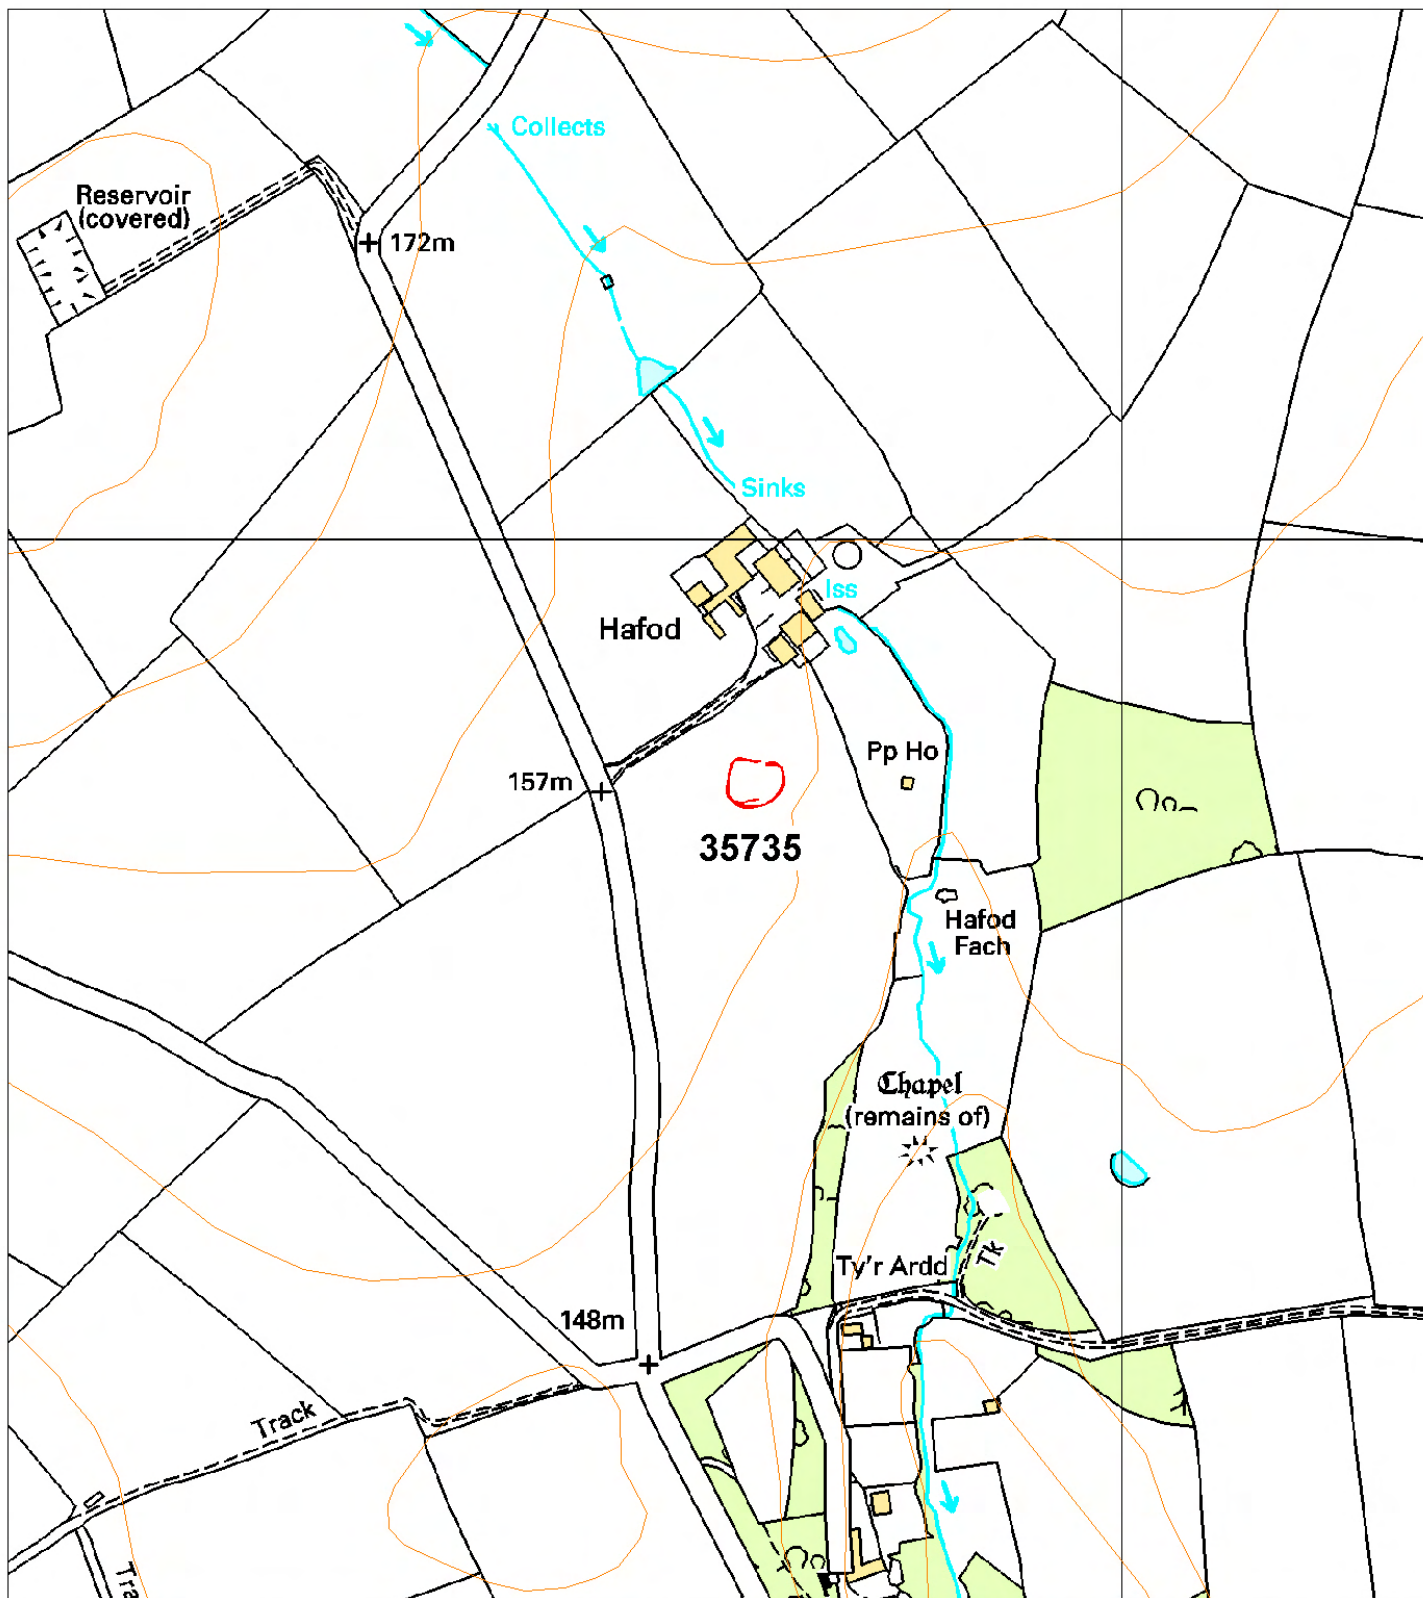 Collects
Reservoir
(covered)
172m
Sinks
Iss
Hafod
Pp Ho
157m
35735
Hafod
Fach
Chapel
(remains of)
Ty'r Ardd
Tk
148m
Track
Tra